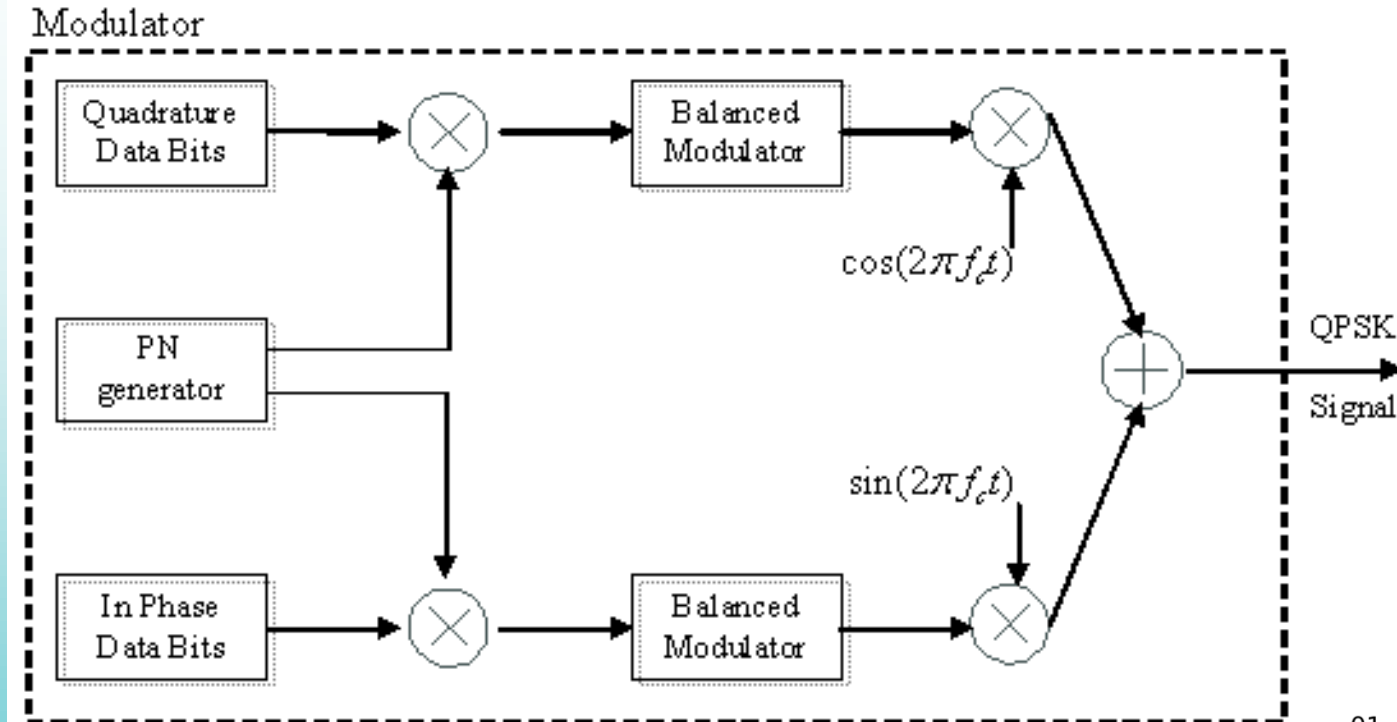 Modulator
Quadrature
Data Bits
Balanced
Modulator
cos(2πf_ct)
PN
generator
QPSK
Signal
sin(2πf_ct)
In Phase
Data Bits
Balanced
Modulator